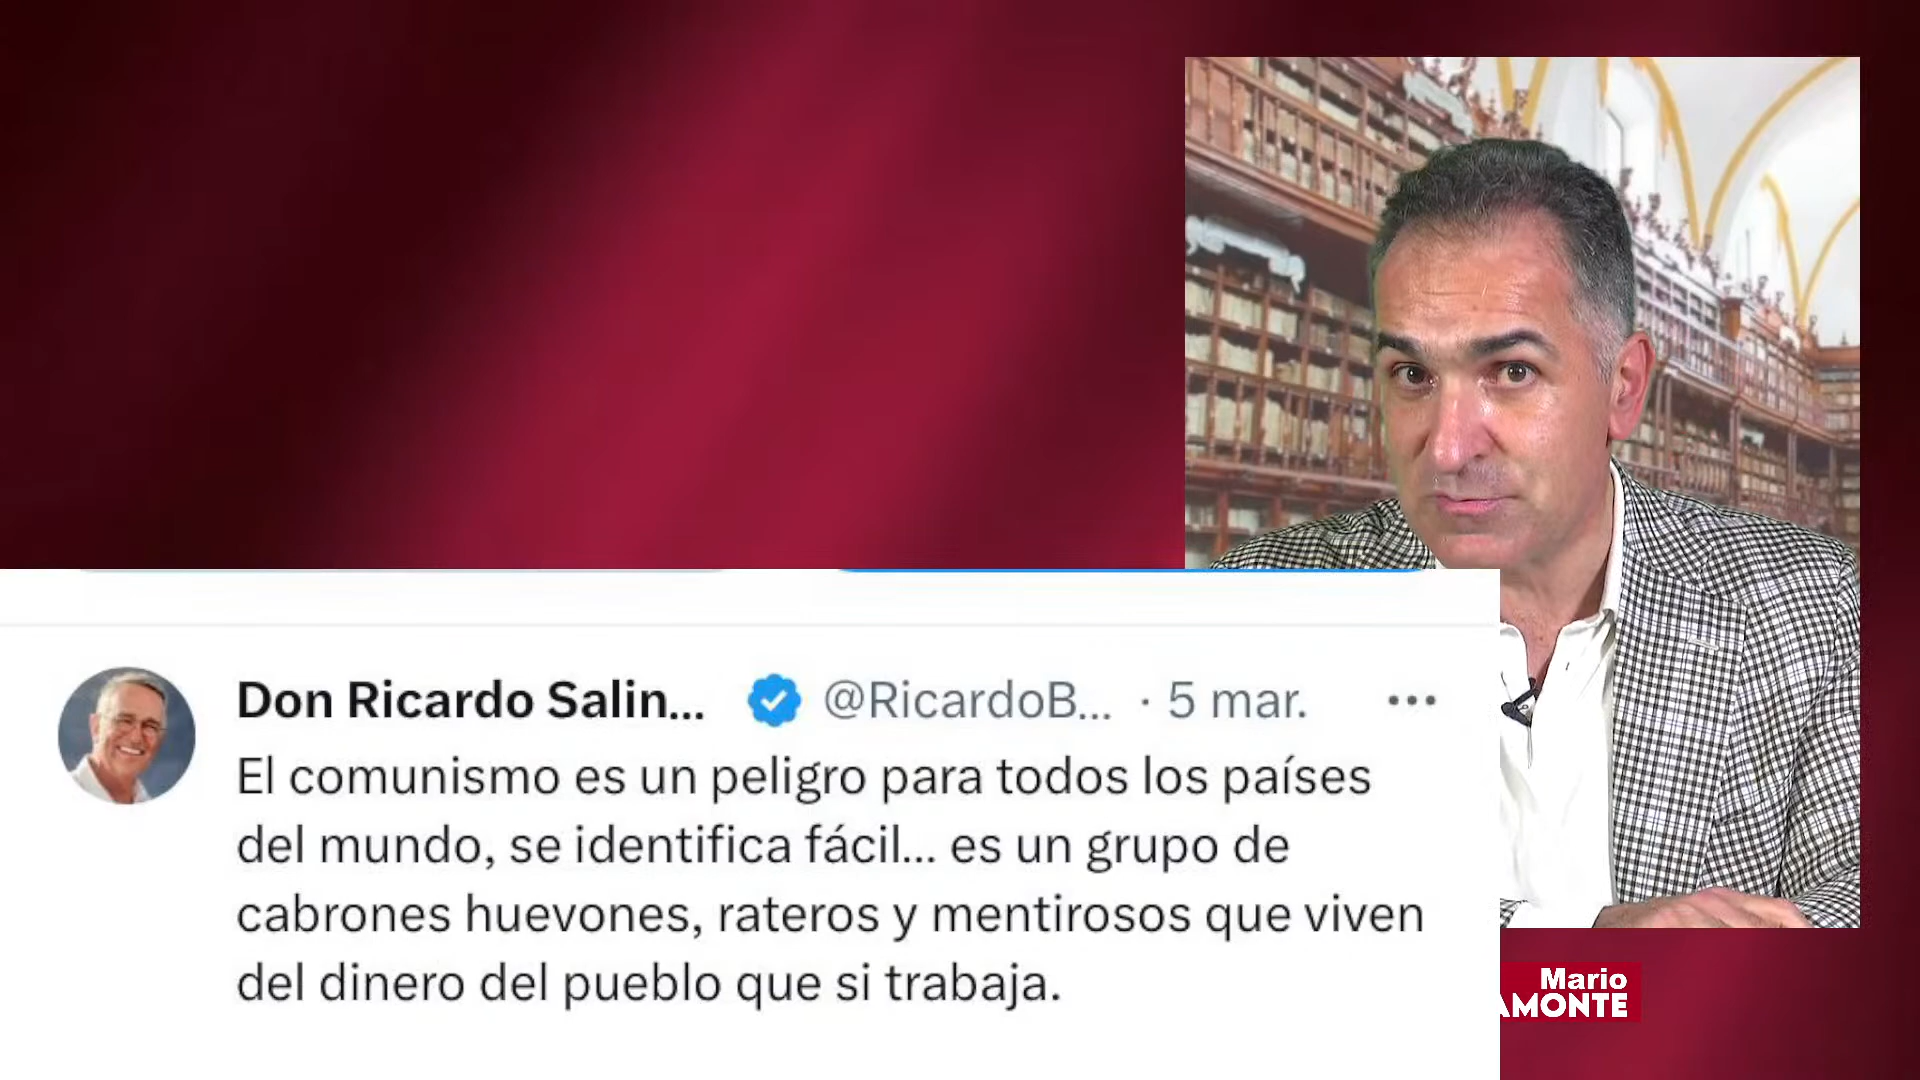 Don Ricardo Salin... @RicardoB... · 5 mar.
El comunismo es un peligro para todos los países
del mundo, se identifica fácil... es un grupo de
cabrones huevones, rateros y mentirosos que viven
del dinero del pueblo que si trabaja.
Mario
AMONTE